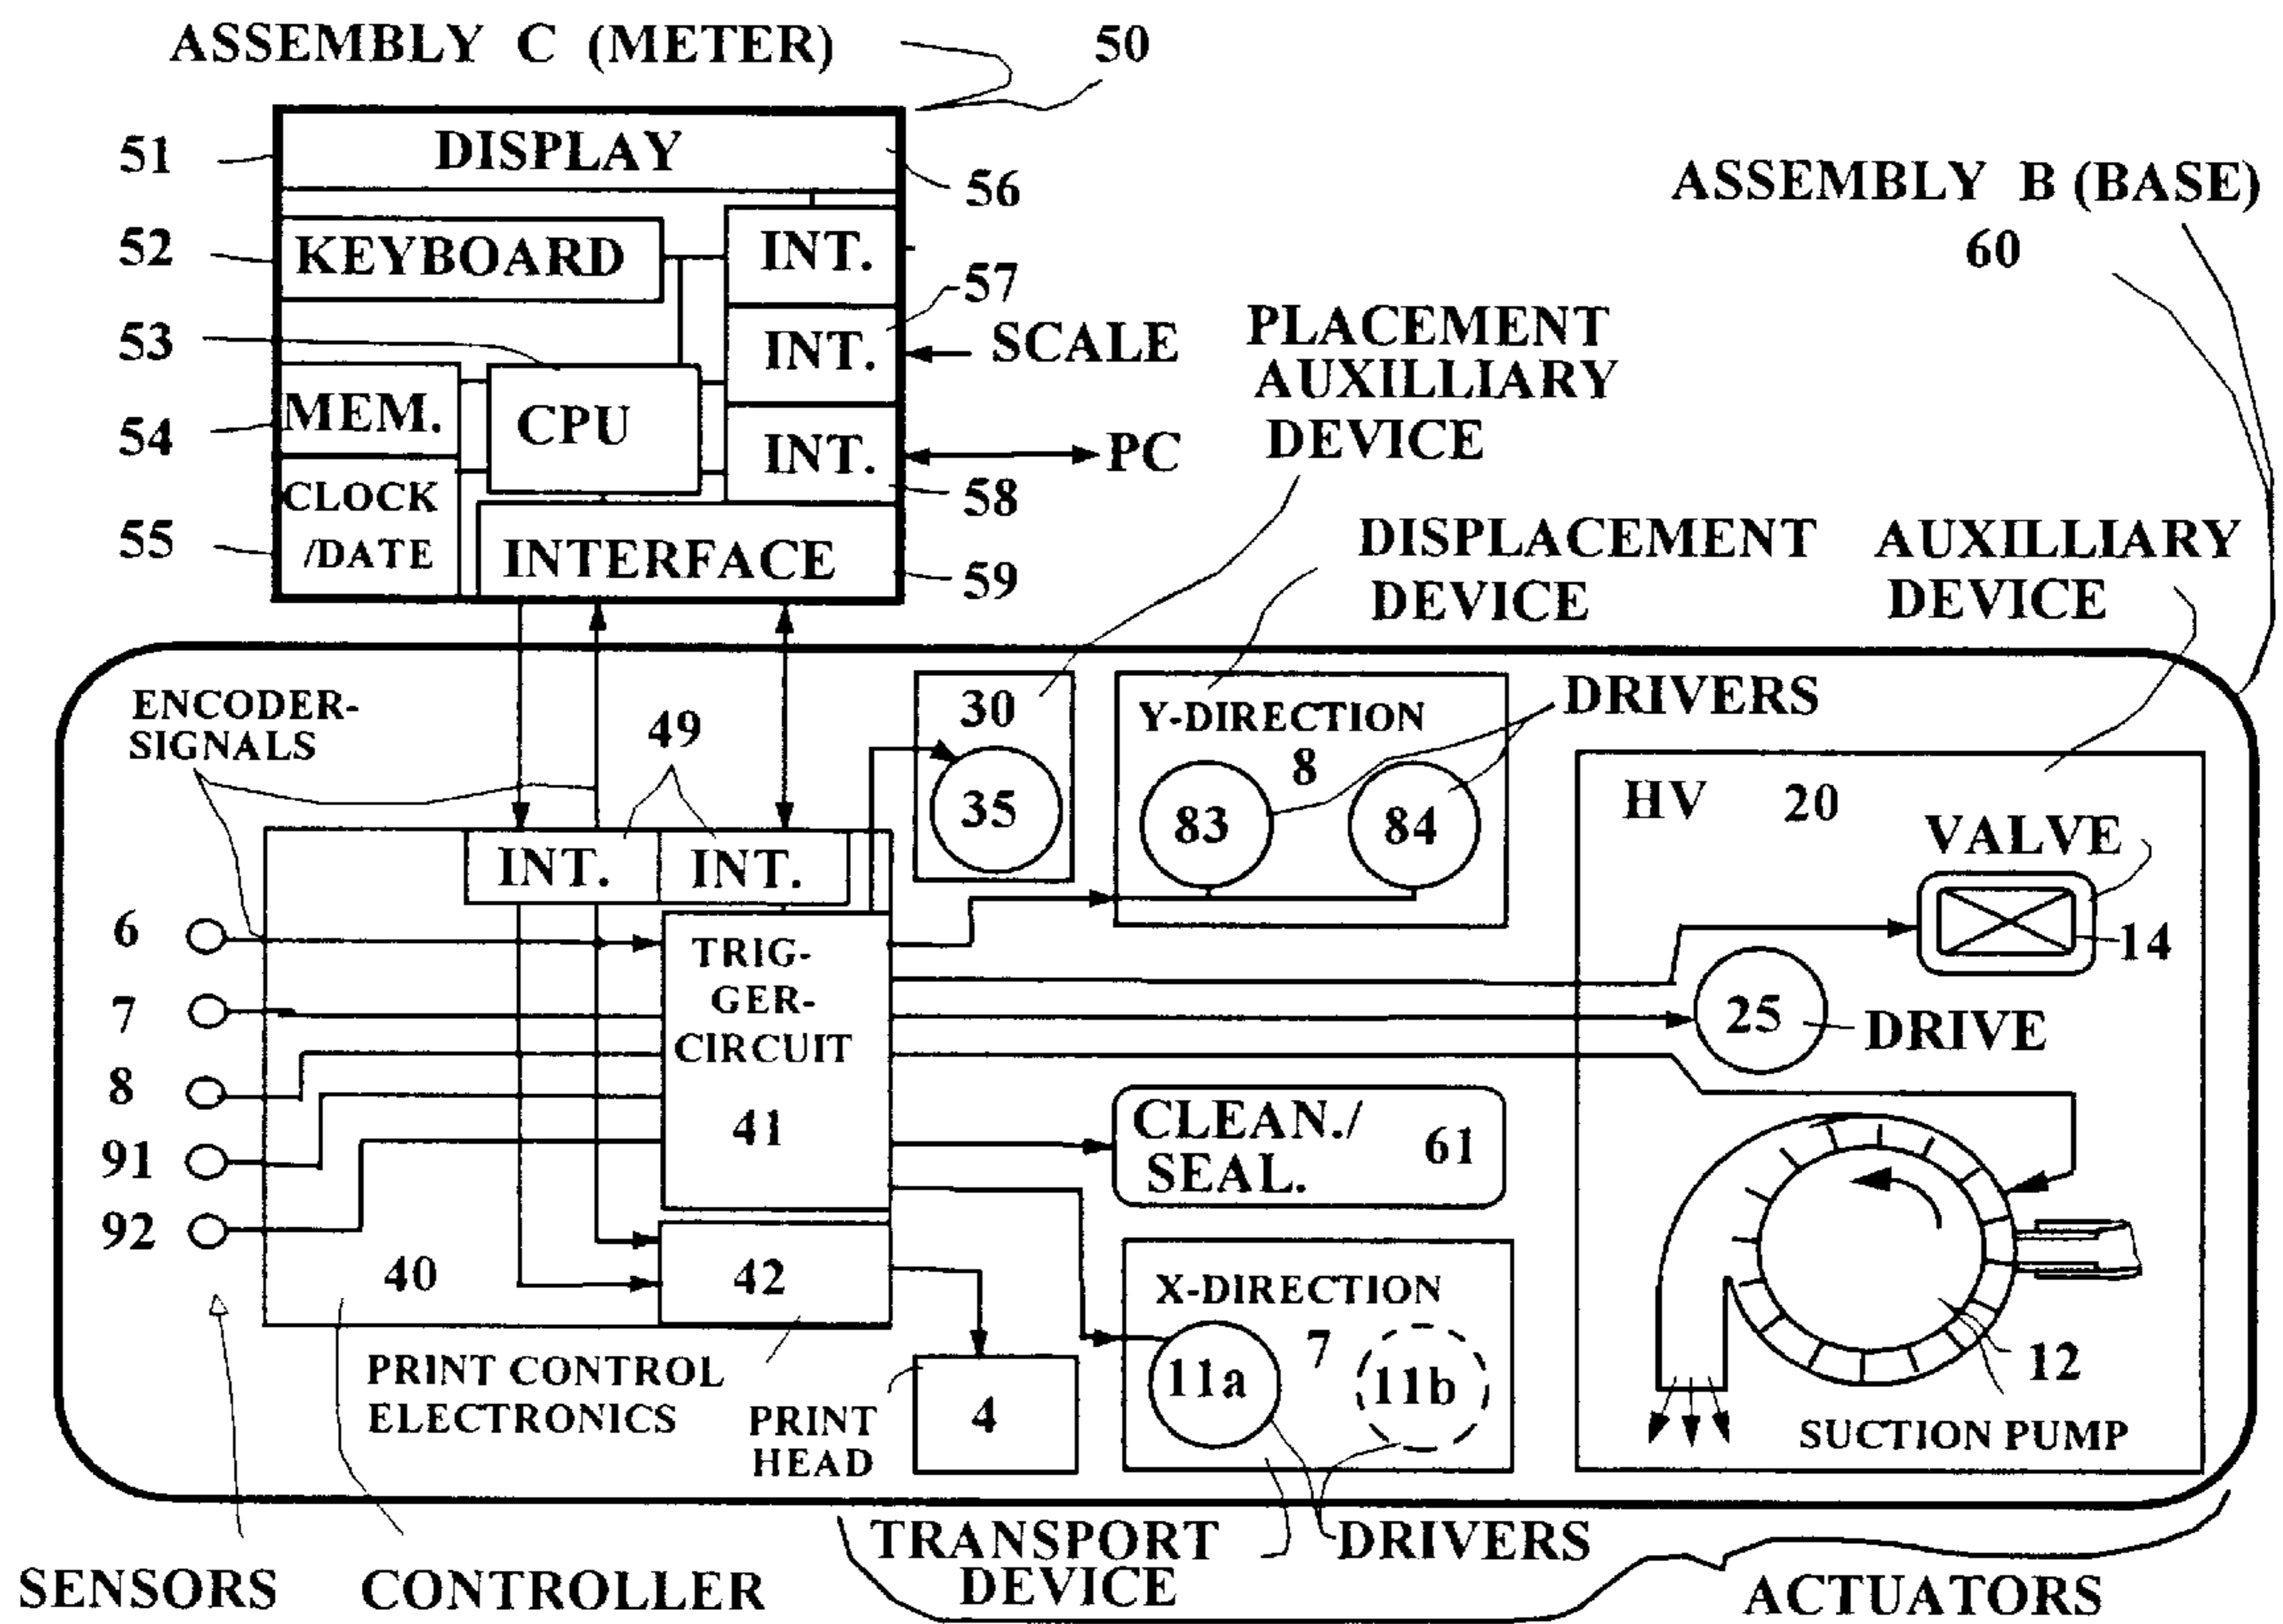 ASSEMBLY C (METER)
50
51
DISPLAY
56
ASSEMBLY B (BASE)
60
52
KEYBOARD
INT.
57
53
INT.
SCALE
PLACEMENT
AUXILLIARY
DEVICE
54
MEM.
CPU
INT.
PC
58
CLOCK
/DATE
55
INTERFACE
59
DISPLACEMENT
DEVICE
AUXILLIARY
DEVICE
ENCODER-
SIGNALS
49
30
35
Y-DIRECTION
8
83
84
DRIVERS
HV 20
VALVE
14
INT.
INT.
6
7
8
91
92
TRIG-
GER-
CIRCUIT
41
25
DRIVE
CLEAN./
SEAL.
61
40
42
X-DIRECTION
7
11a
11b
12
SUCTION PUMP
PRINT CONTROL
ELECTRONICS
PRINT
HEAD
4
SENSORS
CONTROLLER
TRANSPORT
DEVICE
DRIVERS
ACTUATORS